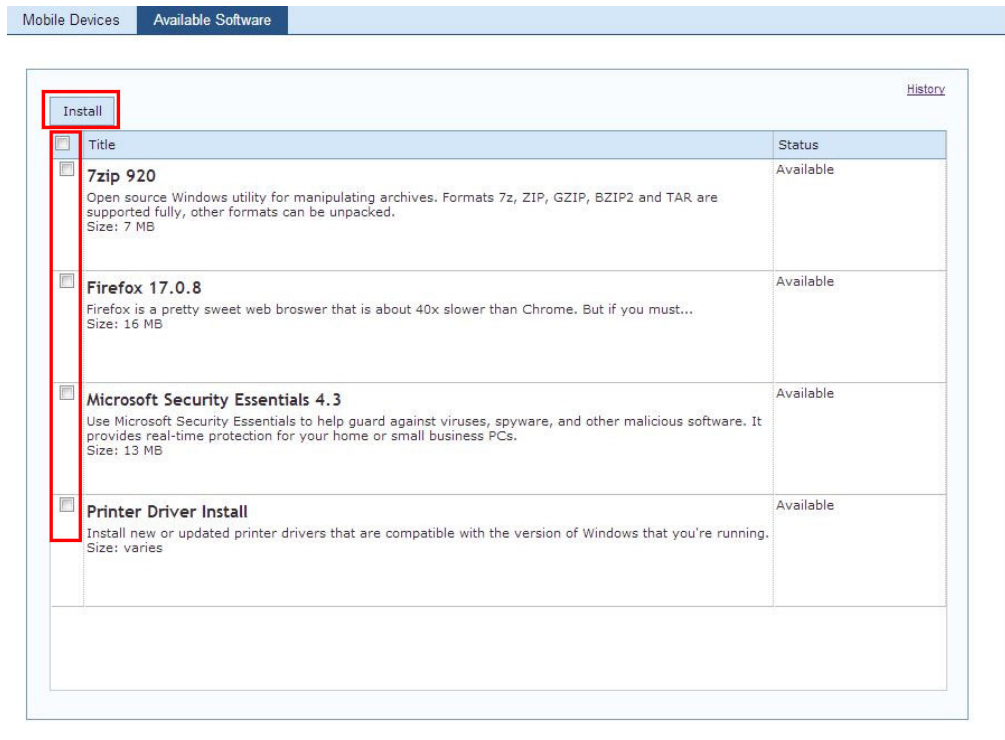 Mobile Devices Available Software
History
Install
Title Status
7zip 920 Available
Open source Windows utility for manipulating archives. Formats 7z, ZIP, GZIP, BZIP2 and TAR are
supported fully, other formats can be unpacked.
Size: 7 MB
Firefox 17.0.8 Available
Firefox is a pretty sweet web broswer that is about 40x slower than Chrome. But if you must...
Size: 16 MB
Microsoft Security Essentials 4.3 Available
Use Microsoft Security Essentials to help guard against viruses, spyware, and other malicious software. It
provides real-time protection for your home or small business PCs.
Size: 13 MB
Printer Driver Install Available
Install new or updated printer drivers that are compatible with the version of Windows that you're running.
Size: varies